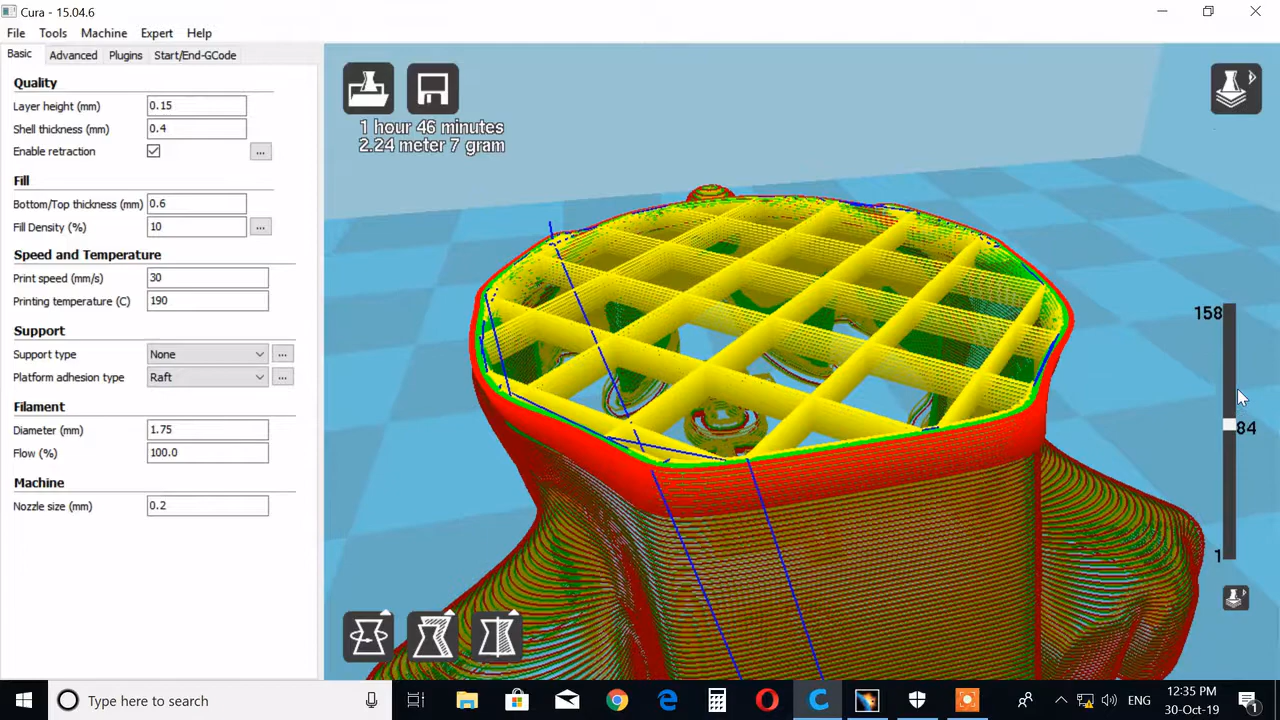 Cura - 15.04.6
File Tools Machine Expert Help
Basic Advanced Plugins Start/End-GCode
Quality
Layer height (mm) 0.15
Shell thickness (mm) 0.4
Enable retraction ...
Fill
Bottom/Top thickness (mm) 0.6
Fill Density (%) 10 ...
Speed and Temperature
Print speed (mm/s) 30
Printing temperature (C) 190
Support
Support type None ...
Platform adhesion type Raft ...
Filament
Diameter (mm) 1.75
Flow (%) 100.0
Machine
Nozzle size (mm) 0.2
1 hour 46 minutes
2.24 meter 7 gram
158
84
1
Type here to search
ENG
12:35 PM
30-Oct-19
1